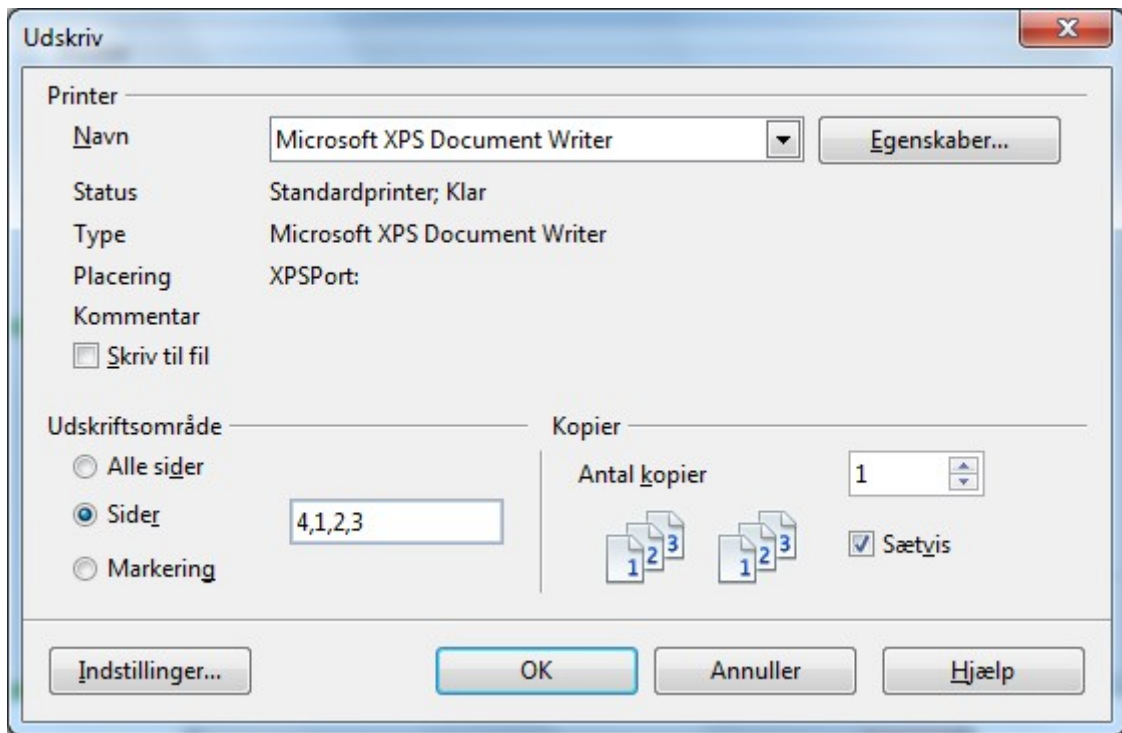 Udskriv
Printer
Navn Microsoft XPS Document Writer Egenskaber...
Status Standardprinter; Klar
Type Microsoft XPS Document Writer
Placering XPSPort:
Kommentar
Skriv til fil
Udskriftsområde Kopier
Alle sider
Antal kopier 1
Sider 4,1,2,3
1 2 3 1 2 3 Sætvis
Markering
Indstillinger... OK Annuller Hjælp